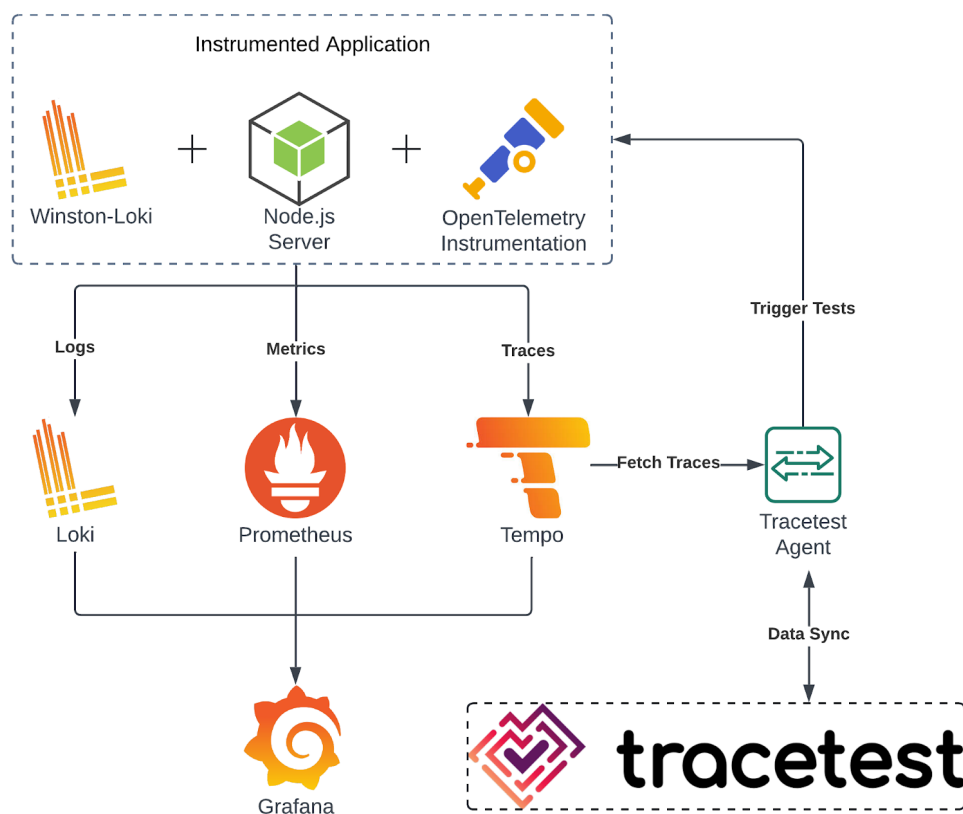 Instrumented Application
Winston-Loki
Node.js
Server
OpenTelemetry
Instrumentation
Trigger Tests
Logs
Metrics
Traces
Fetch Traces
Loki
Prometheus
Tempo
Tracetest
Agent
Data Sync
Grafana
tracetest